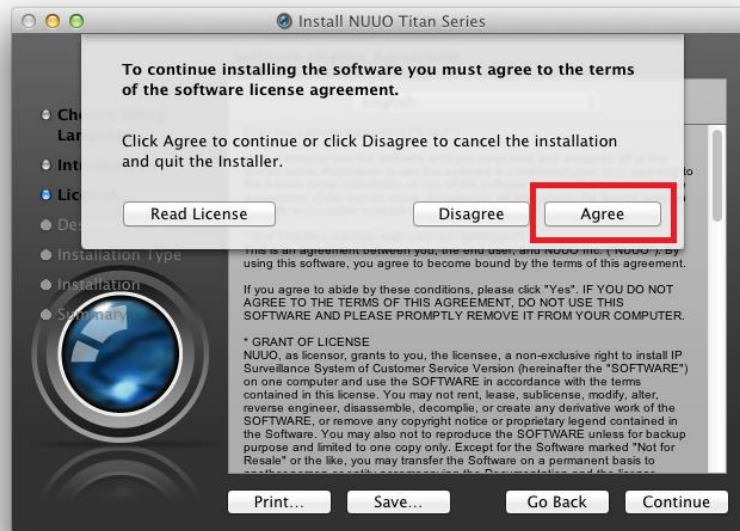 Install NUUO Titan Series
To continue installing the software you must agree to the terms
of the software license agreement.
Click Agree to continue or click Disagree to cancel the installation
and quit the Installer.
Read License
Disagree
Agree
English
Installation Type
Installation
Summary
This is an agreement between you, the end user, and NUUO Inc. ("NUUO"). By
using this software, you agree to become bound by the terms of this agreement.
If you agree to abide by these conditions, please click "Yes". IF YOU DO NOT
AGREE TO THE TERMS OF THIS AGREEMENT, DO NOT USE THIS
SOFTWARE AND PLEASE PROMPTLY REMOVE IT FROM YOUR COMPUTER.
* GRANT OF LICENSE
NUUO, as licensor, grants to you, the licensee, a non-exclusive right to install IP
Surveillance System of Customer Service Version (hereinafter the "SOFTWARE")
on one computer and use the SOFTWARE in accordance with the terms
contained in this license. You may not rent, lease, sublicense, modify, alter,
reverse engineer, disassemble, decomplie, or create any derivative work of the
SOFTWARE, or remove any copyright notice or proprietary legend contained in
the Software. You may also not to reproduce the SOFTWARE unless for backup
purpose and limited to one copy only. Except for the Software marked "Not for
Resale" or the like, you may transfer the Software on a permanent basis to
Print...
Save...
Go Back
Continue